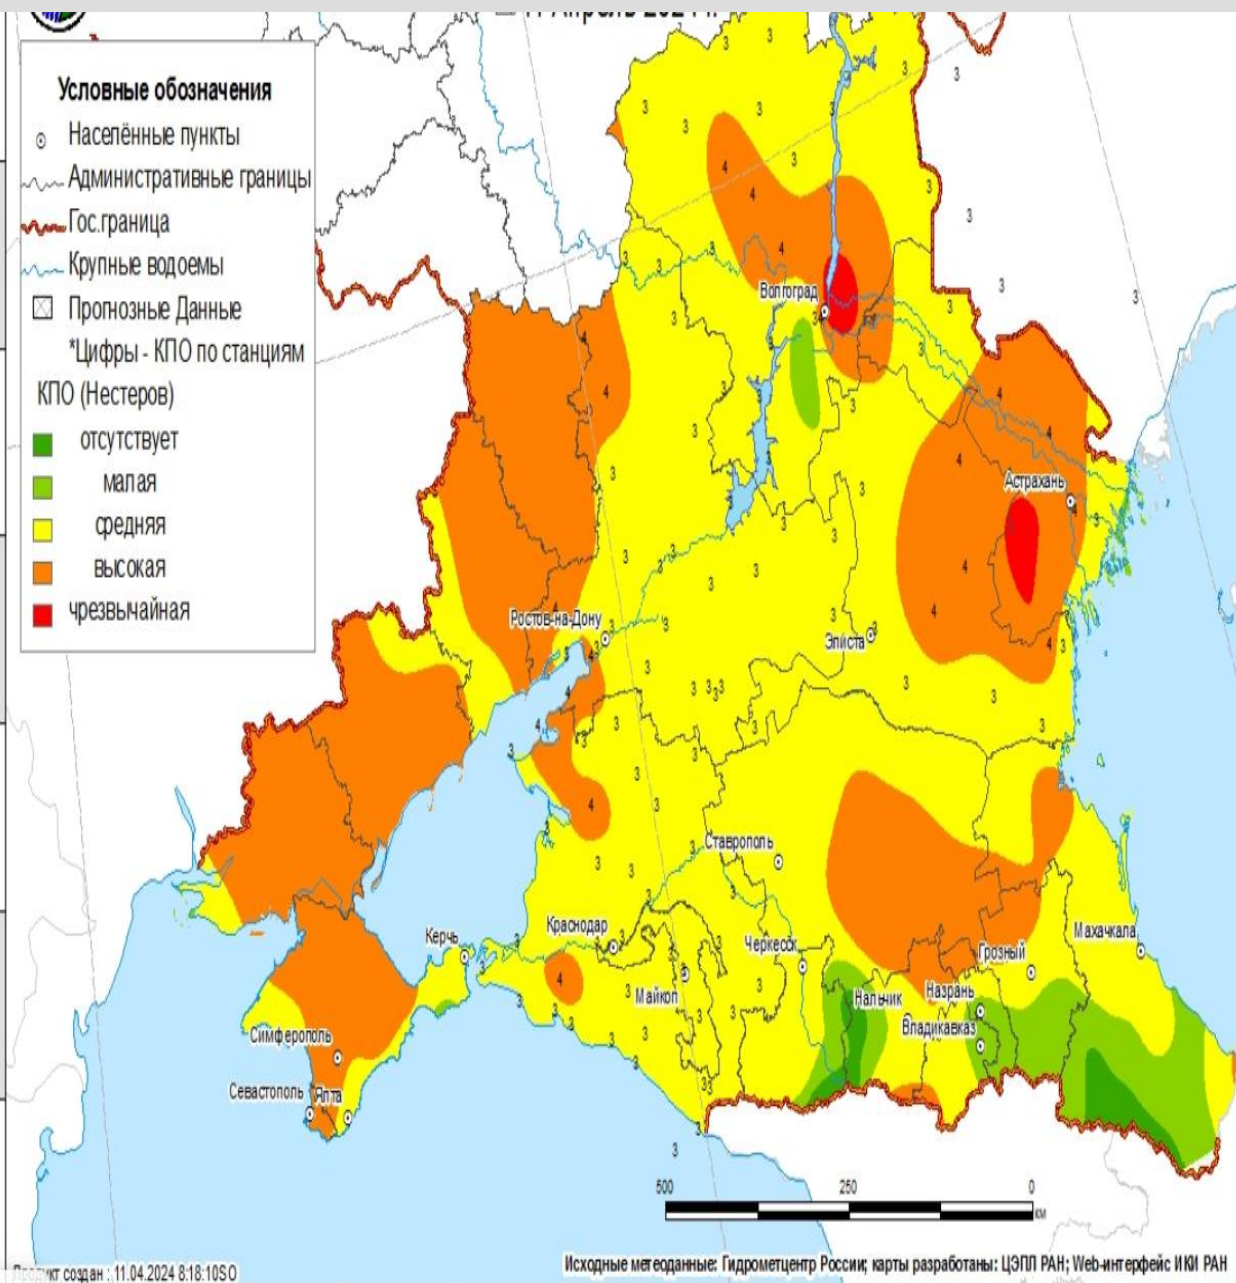 11 Апрель 2024 г.
Условные обозначения
Населённые пункты
Административные границы
Гос.граница
Крупные водоемы
Прогнозные Данные
*Цифры - КПО по станциям
КПО (Нестеров)
отсутствует
малая
средняя
высокая
чрезвычайная
Волгоград
Астрахань
Ростов-на-Дону
Элиста
Ставрополь
Краснодар
Керчь
Черкесск
Майкоп
Махачкала
Грозный
Нальчик
Назрань
Владикавказ
Симферополь
Севастополь
Ялта
500 250 0
км
Исходные метеоданные: Гидрометцентр России; карты разработаны: ЦЭПЛ РАН; Web-интерфейс ИКИ РАН
Продукт создан : 11.04.2024 8:18:10SO